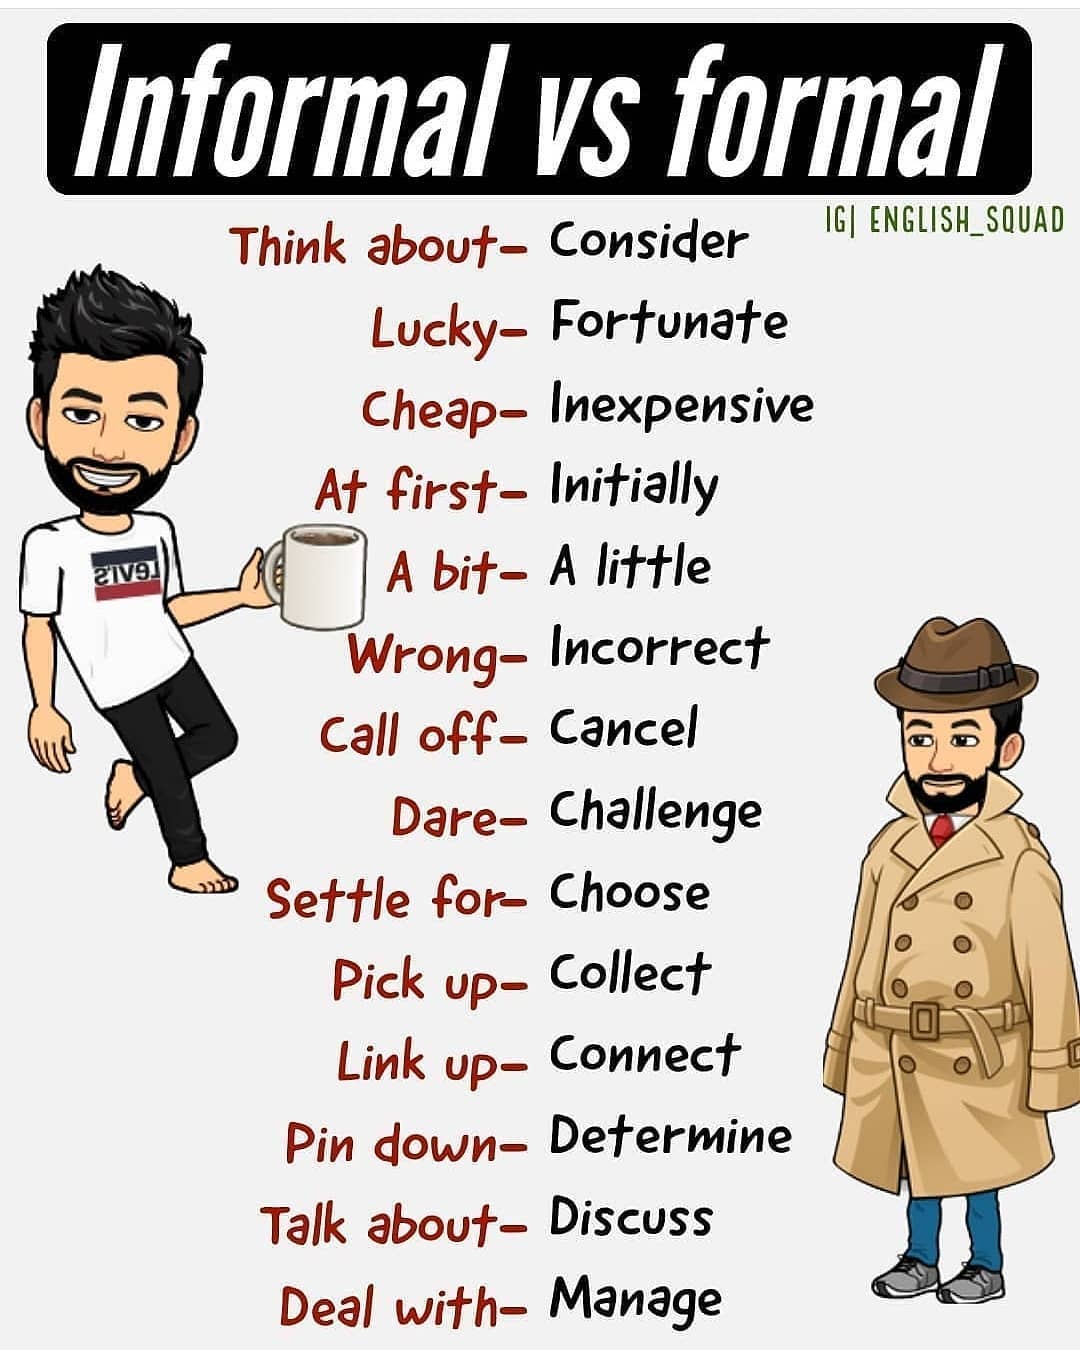 Informal vs formal
IG| ENGLISH_SQUAD
Think about- Consider
Lucky- Fortunate
Cheap- Inexpensive
At first- Initially
A bit- A little
LEVI'S
Wrong- Incorrect
Call off- Cancel
Dare- Challenge
Settle for- Choose
Pick up- Collect
Link up- Connect
Pin down- Determine
Talk about- Discuss
Deal with- Manage